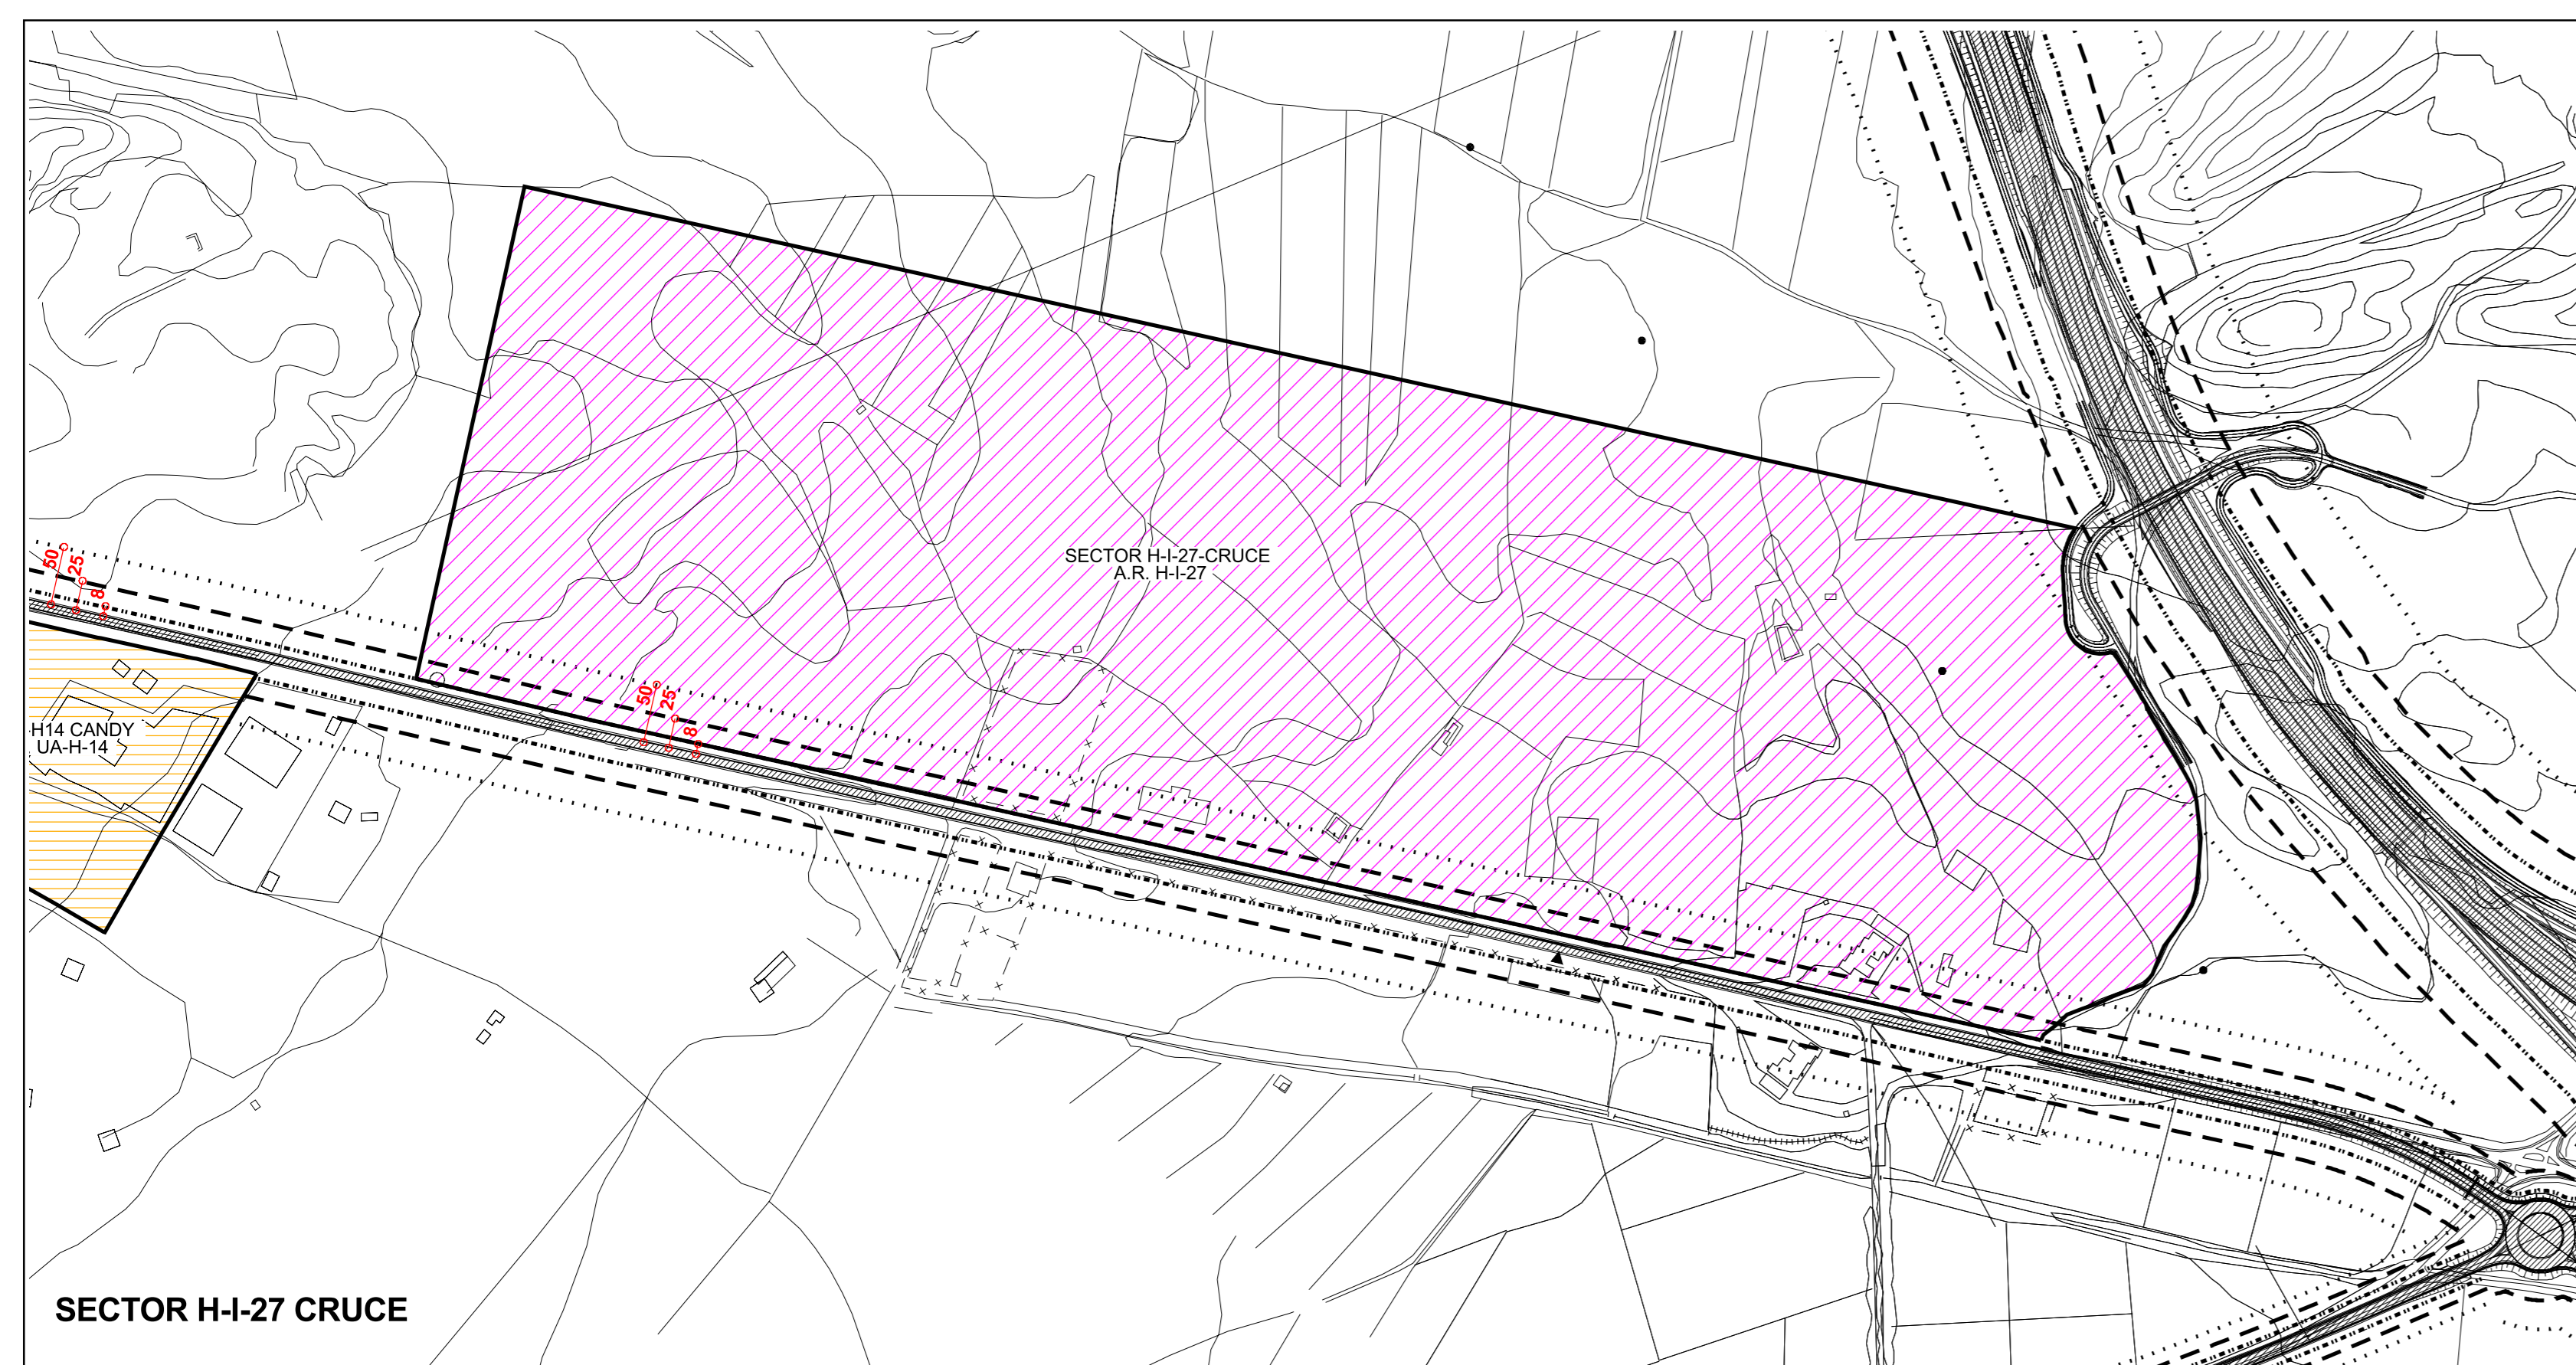 SECTOR H-I-27-CRUCE
A.R. H-I-27
50
25
8
50
25
8
H14 CANDY
UA-H-14
SECTOR H-I-27 CRUCE